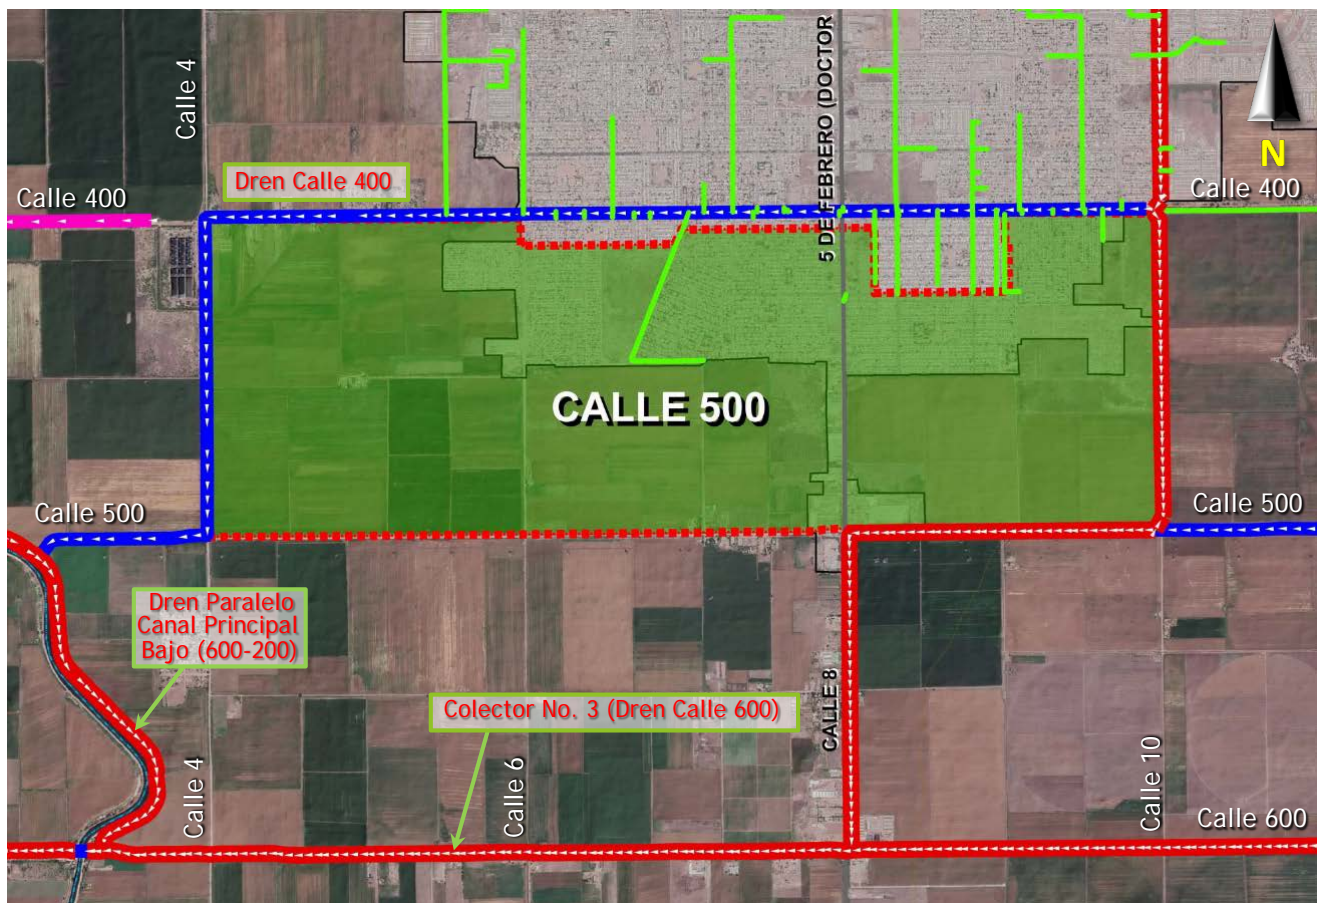 Calle 4
5 DE FEBRERO (DOCTOR
N
Dren Calle 400
Calle 400
Calle 400
CALLE 500
Calle 500
Calle 500
Dren Paralelo
Canal Principal
Bajo (600-200)
Colector No. 3 (Dren Calle 600)
CALLE 8
Calle 4
Calle 6
Calle 10
Calle 600